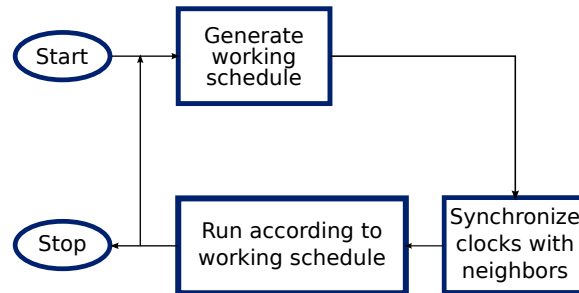 Start
Generate
working
schedule
Synchronize
clocks with
neighbors
Run according to
working schedule
Stop